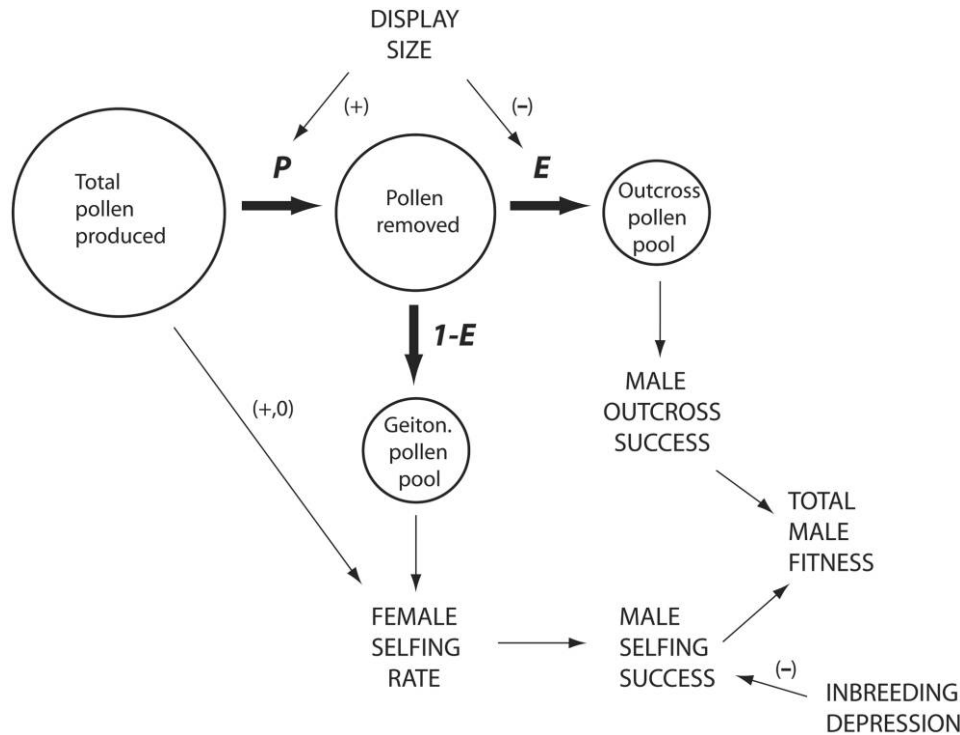 DISPLAY
SIZE
(+)
(–)
P
E
Total
pollen
produced
Pollen
removed
Outcross
pollen
pool
1-E
(+,0)
Geiton.
pollen
pool
MALE
OUTCROSS
SUCCESS
TOTAL
MALE
FITNESS
FEMALE
SELFING
RATE
MALE
SELFING
SUCCESS
(–)
INBREEDING
DEPRESSION